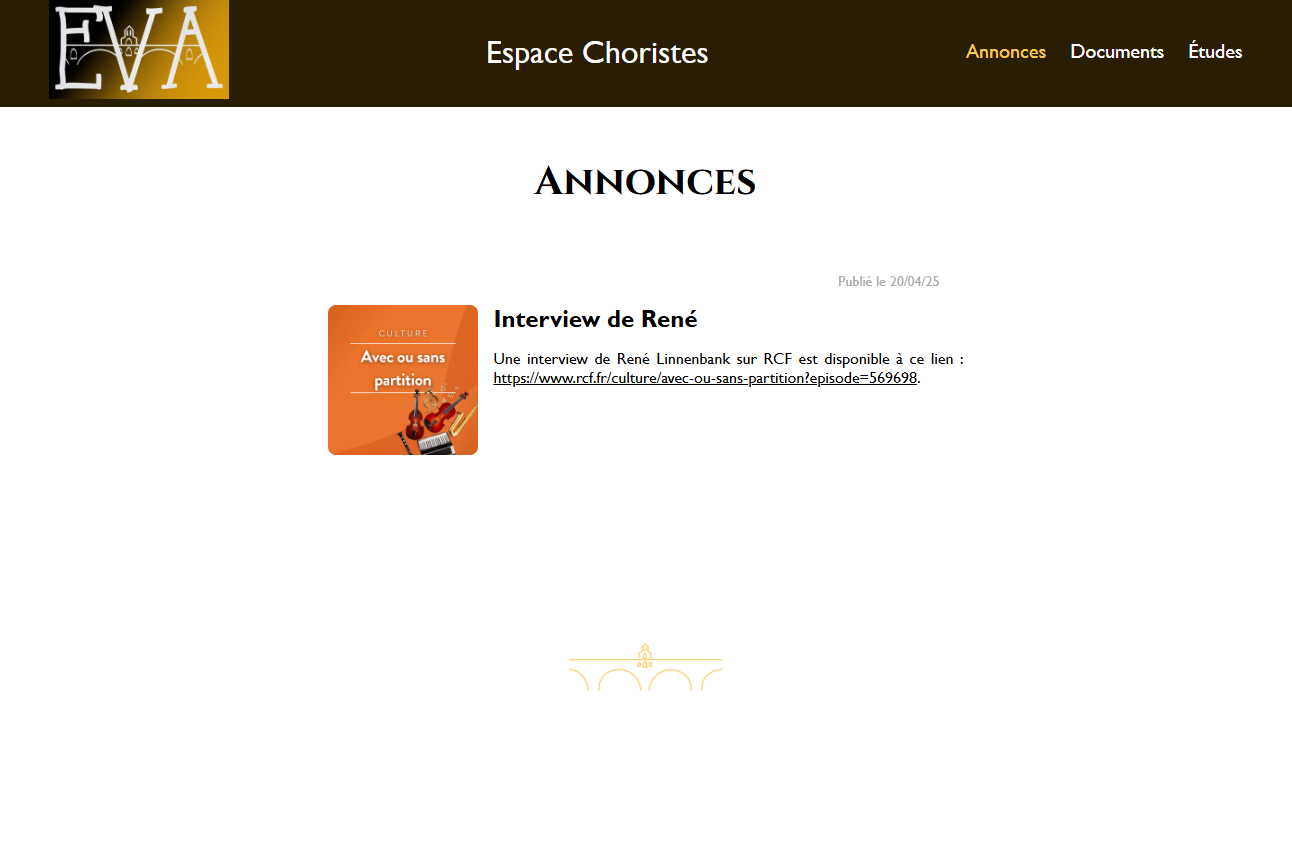 EVA
Espace Choristes
Annonces
Documents
Études
Annonces
Publié le 20/04/25
CULTURE
Avec ou sans
partition
Interview de René
Une interview de René Linnenbank sur RCF est disponible à ce lien :
https://www.rcf.fr/culture/avec-ou-sans-partition?episode=569698.